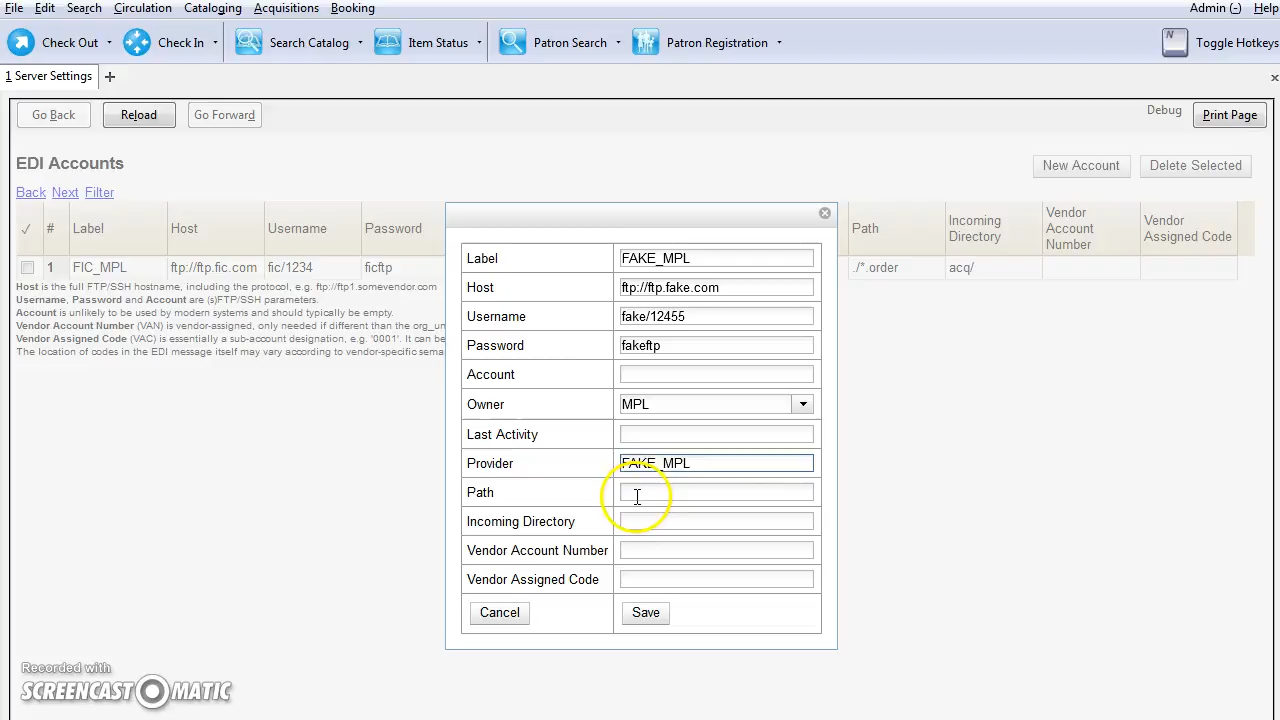 File Edit Search Circulation Cataloging Acquisitions Booking Admin (-) Help
Check Out Check In Search Catalog Item Status Patron Search Patron Registration N Toggle Hotkeys
1 Server Settings + x
Go Back Reload Go Forward Debug Print Page
EDI Accounts New Account Delete Selected
Back Next Filter
✓ # Label Host Username Password Path Incoming Directory Vendor Account Number Vendor Assigned Code
1 FIC_MPL ftp://ftp.fic.com fic/1234 ficftp ./*.order acq/
Host is the full FTP/SSH hostname, including the protocol, e.g. ftp://ftp1.somevendor.com
Username, Password and Account are (s)FTP/SSH parameters.
Account is unlikely to be used by modern systems and should typically be empty.
Vendor Account Number (VAN) is vendor-assigned, only needed if different than the org_un
Vendor Assigned Code (VAC) is essentially a sub-account designation, e.g. '0001'. It can be
The location of codes in the EDI message itself may vary according to vendor-specific sema
Label FAKE_MPL
Host ftp://ftp.fake.com
Username fake/12455
Password fakeftp
Account
Owner MPL
Last Activity
Provider FAKE_MPL
Path
Incoming Directory
Vendor Account Number
Vendor Assigned Code
Cancel Save
Recorded with
SCREENCAST MATIC